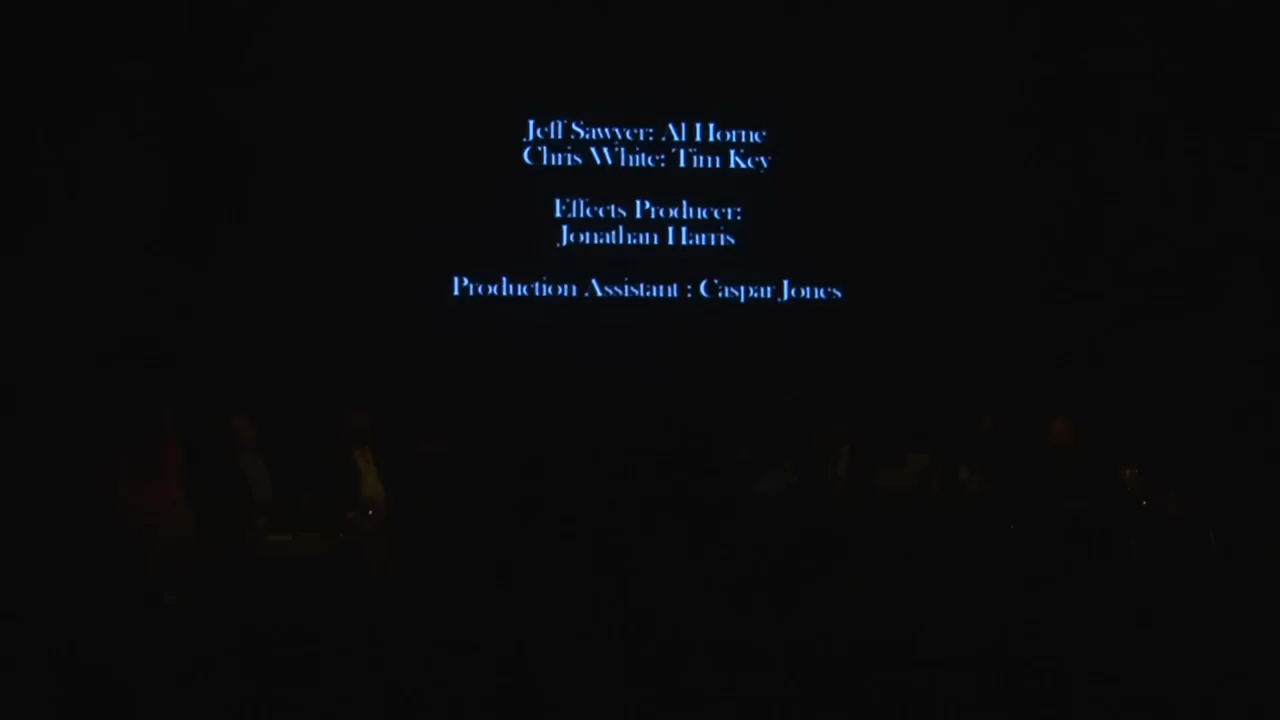 Jeff Sawyer: Al Horne
Chris White: Tim Key
Effects Producer:
Jonathan Harris
Production Assistant : Caspar Jones